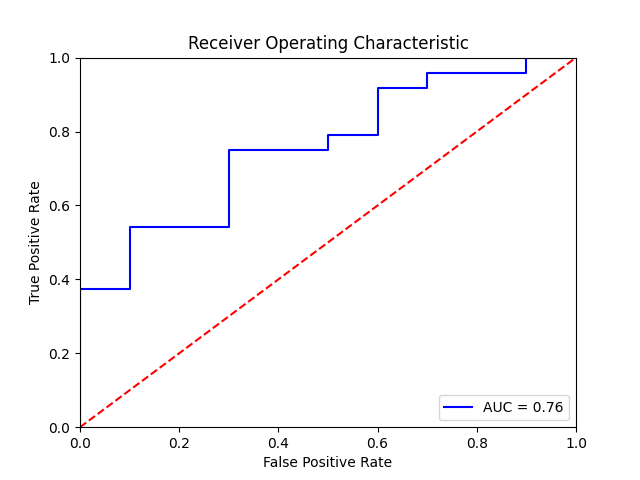 Receiver Operating Characteristic
True Positive Rate
1.0
0.8
0.6
0.4
0.2
0.0
AUC = 0.76
0.0 0.2 0.4 0.6 0.8 1.0
False Positive Rate